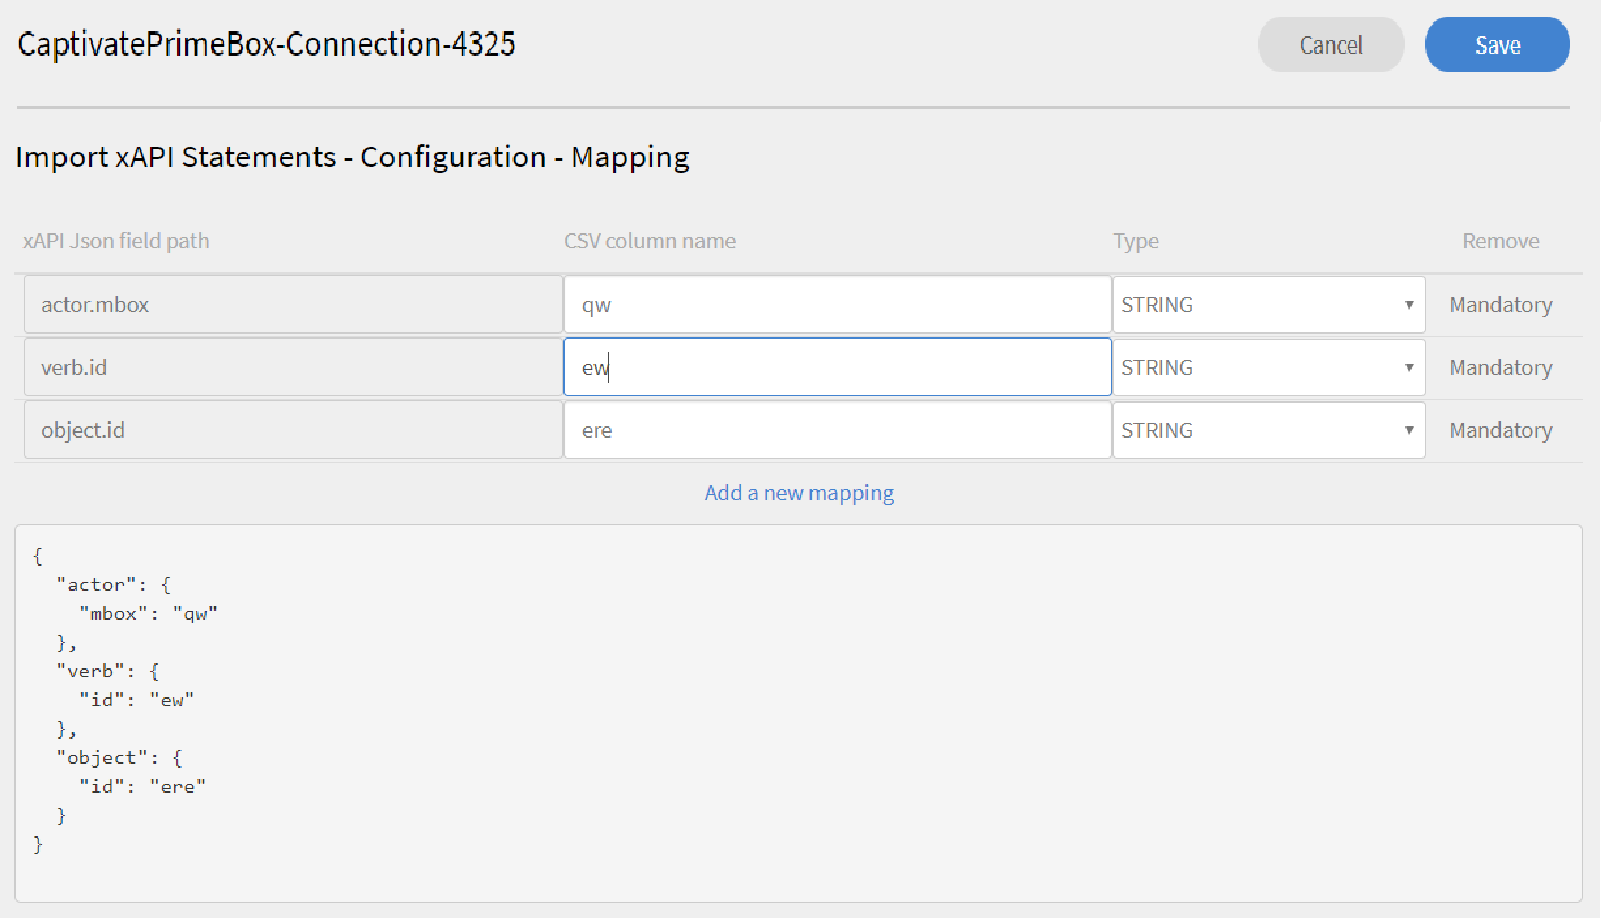 CaptivatePrimeBox-Connection-4325 Cancel Save
Import xAPI Statements - Configuration - Mapping
xAPI Json field path CSV column name Type Remove
actor.mbox qw STRING Mandatory
verb.id ew STRING Mandatory
object.id ere STRING Mandatory
Add a new mapping
{
  "actor": {
    "mbox": "qw"
  },
  "verb": {
    "id": "ew"
  },
  "object": {
    "id": "ere"
  }
}